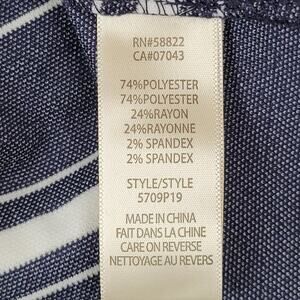 RN#58822
CA#07043
74%POLYESTER
74%POLYESTER
24%RAYON
24%RAYONNE
2% SPANDEX
2% SPANDEX
STYLE/STYLE
5709P19
MADE IN CHINA
FAIT DANS LA CHINE
CARE ON REVERSE
NETTOYAGE AU REVERS